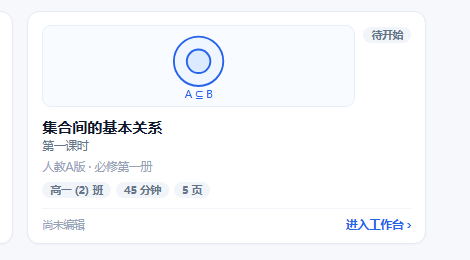 待开始
A ⊆ B
集合间的基本关系
第一课时
人教A版 · 必修第一册
高一 (2) 班 45 分钟 5 页
尚未编辑 进入工作台 ›